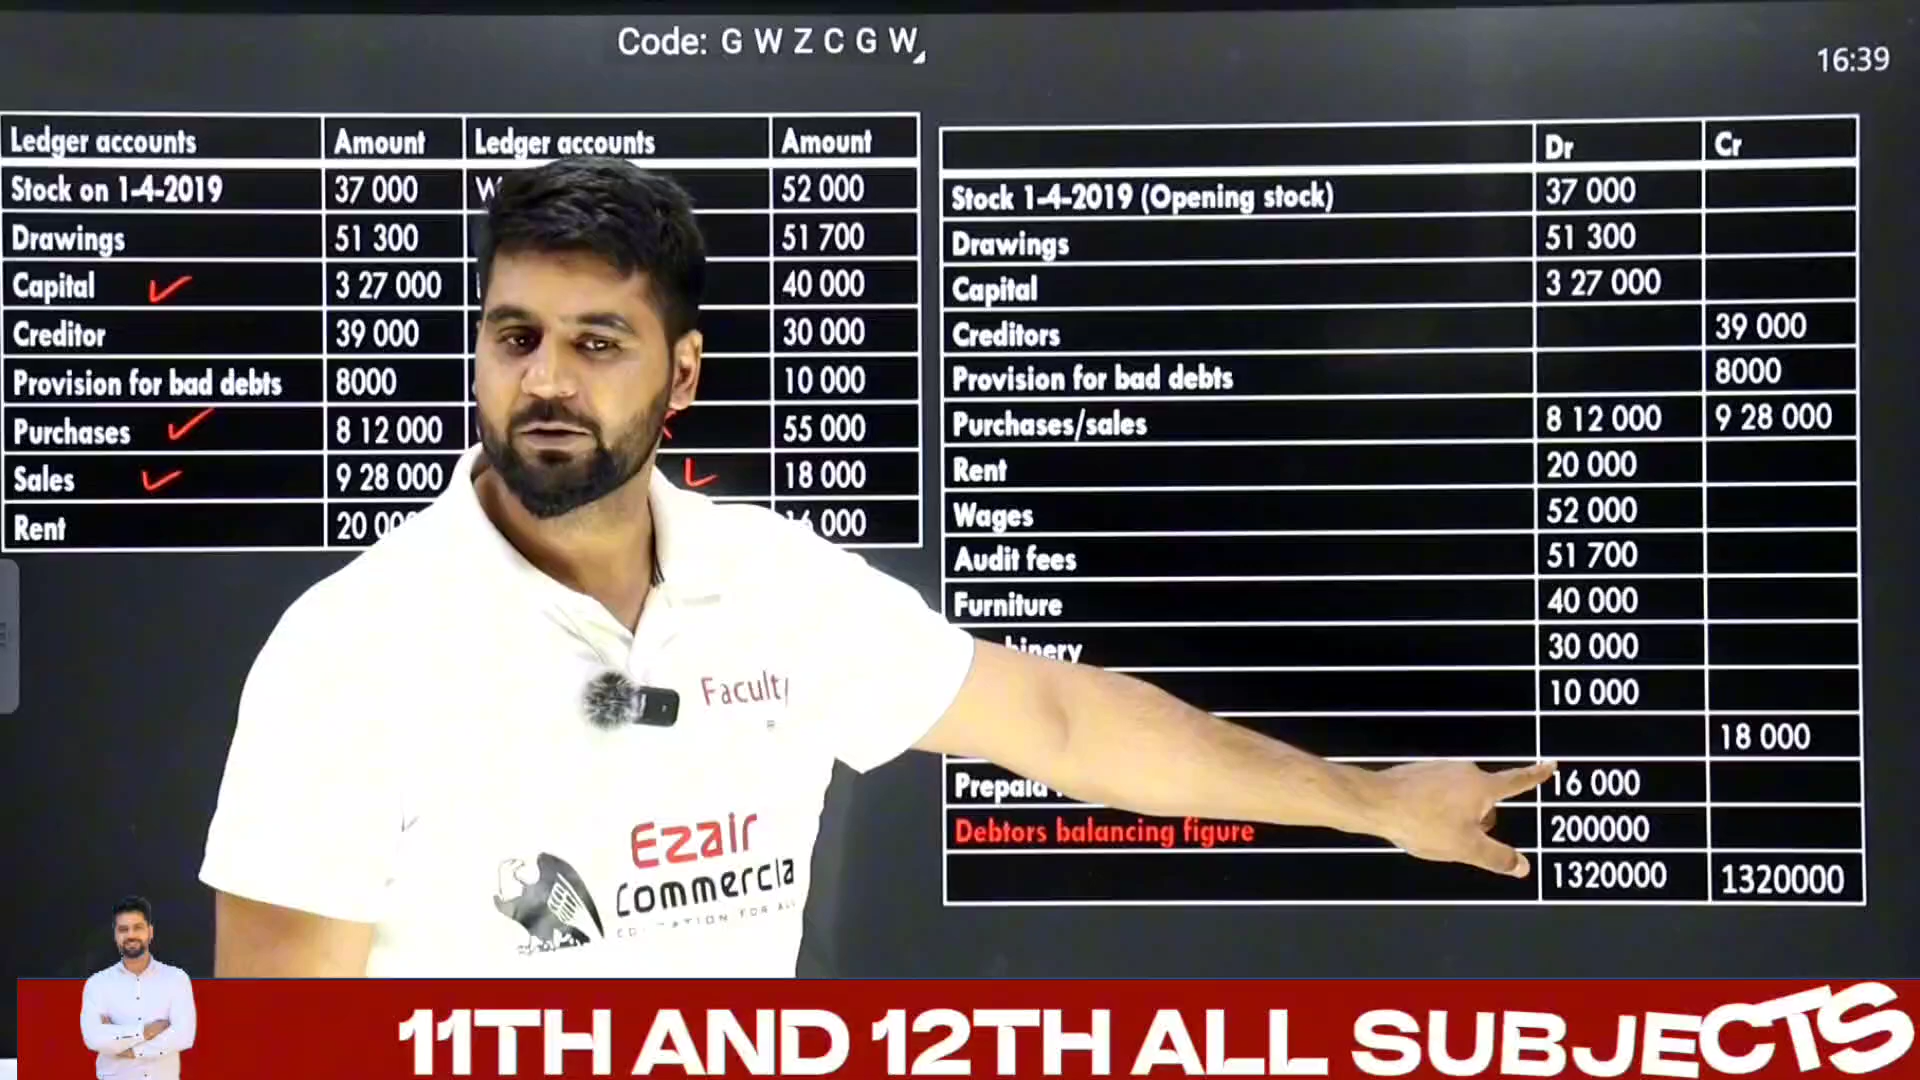 Code: G W Z C G W
16:39
Ledger accounts Amount Ledger accounts Amount
Stock on 1-4-2019 37 000 52 000
Drawings 51 300 51 700
Capital 3 27 000 40 000
Creditor 39 000 30 000
Provision for bad debts 8000 10 000
Purchases 8 12 000 55 000
Sales 9 28 000 18 000
Rent
Dr Cr
Stock 1-4-2019 (Opening stock) 37 000
Drawings 51 300
Capital 3 27 000
Creditors 39 000
Provision for bad debts 8000
Purchases/sales 8 12 000 9 28 000
Rent 20 000
Wages 52 000
Audit fees 51 700
Furniture 40 000
30 000
10 000
18 000
16 000
Debtors balancing figure 200000
1320000 1320000
Faculty
Ezair
Commercia
11TH AND 12TH ALL SUBJECTS